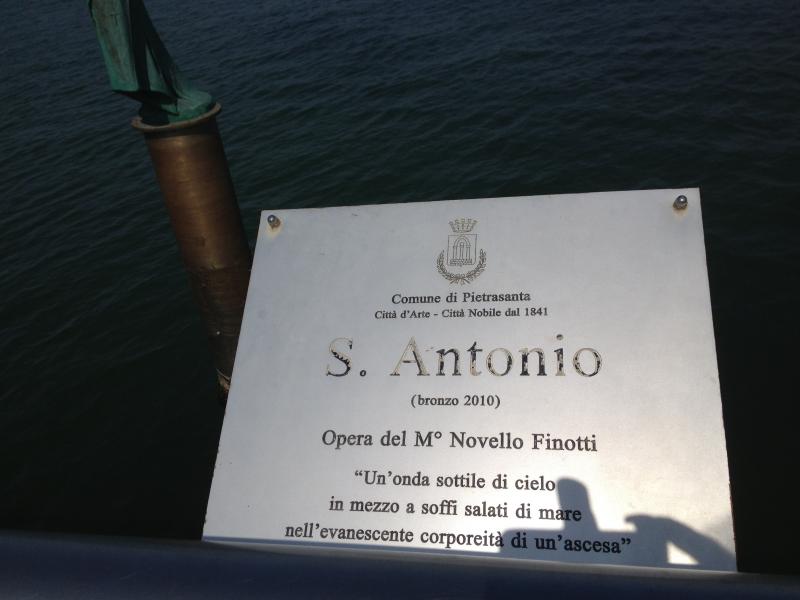 Comune di Pietrasanta
Città d'Arte - Città Nobile dal 1841
S. Antonio
(bronzo 2010)
Opera del M° Novello Finotti
“Un'onda sottile di cielo
in mezzo a soffi salati di mare
nell'evanescente corporeità di un'ascesa”